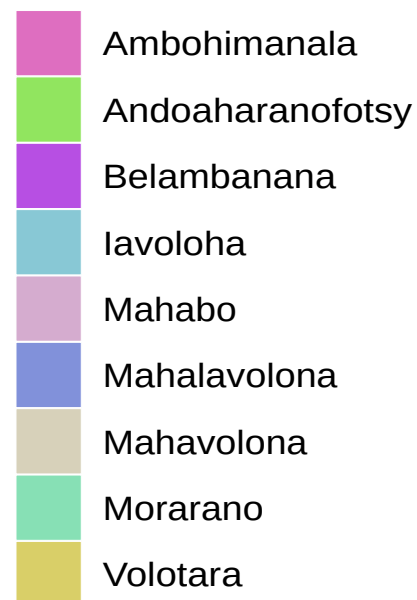 Ambohimanala
Andoaharanofotsy
Belambanana
Iavoloha
Mahabo
Mahalavolona
Mahavolona
Morarano
Volotara